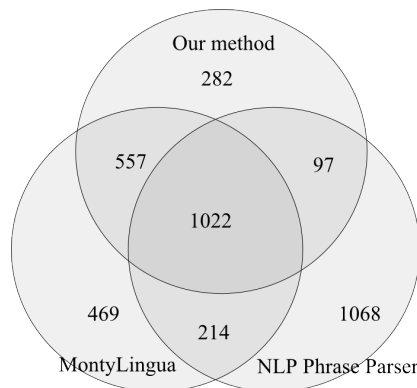 Our method
282
557 97
1022
469 214 1068
MontyLingua NLP Phrase Parser